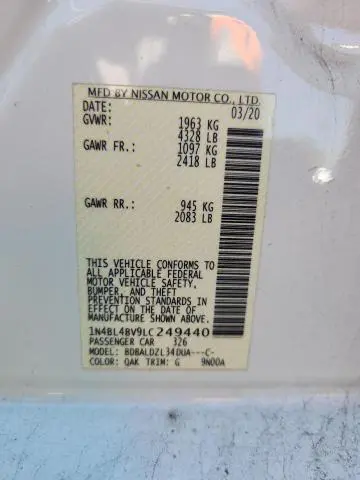 MFD BY NISSAN MOTOR CO., LTD.
DATE: 03/20
GVWR: 1963 KG
4328 LB
GAWR FR.: 1097 KG
2418 LB
GAWR RR.: 945 KG
2083 LB
THIS VEHICLE CONFORMS TO
ALL APPLICABLE FEDERAL
MOTOR VEHICLE SAFETY,
BUMPER, AND THEFT
PREVENTION STANDARDS IN
EFFECT ON THE DATE OF
MANUFACTURE SHOWN ABOVE.
1N4BL4BV9LC249440
PASSENGER CAR 326
MODEL: BDBALDZL34DUA---C-
COLOR: QAK TRIM: G 9N00A